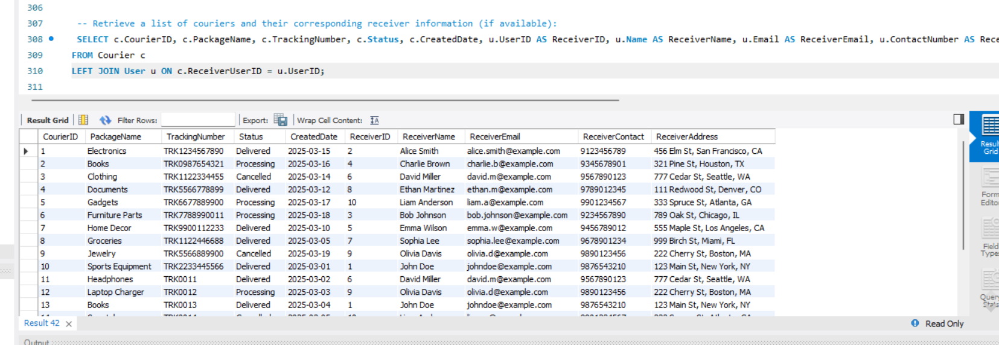 306
307 -- Retrieve a list of couriers and their corresponding receiver information (if available):
308 SELECT c.CourierID, c.PackageName, c.TrackingNumber, c.Status, c.CreatedDate, u.UserID AS ReceiverID, u.Name AS ReceiverName, u.Email AS ReceiverEmail, u.ContactNumber AS Rece
309 FROM Courier c
310 LEFT JOIN User u ON c.ReceiverUserID = u.UserID;
311
Result Grid Filter Rows: Export: Wrap Cell Content:
CourierID PackageName TrackingNumber Status CreatedDate ReceiverID ReceiverName ReceiverEmail ReceiverContact ReceiverAddress
1 Electronics TRK1234567890 Delivered 2025-03-15 2 Alice Smith alice.smith@example.com 9123456789 456 Elm St, San Francisco, CA
2 Books TRK0987654321 Processing 2025-03-16 4 Charlie Brown charlie.b@example.com 9345678901 321 Pine St, Houston, TX
3 Clothing TRK1122334455 Cancelled 2025-03-14 6 David Miller david.m@example.com 9567890123 777 Cedar St, Seattle, WA
4 Documents TRK5566778899 Delivered 2025-03-12 8 Ethan Martinez ethan.m@example.com 9789012345 111 Redwood St, Denver, CO
5 Gadgets TRK6677889900 Processing 2025-03-17 10 Liam Anderson liam.a@example.com 9901234567 333 Spruce St, Atlanta, GA
6 Furniture Parts TRK7788990011 Processing 2025-03-18 3 Bob Johnson bob.johnson@example.com 9234567890 789 Oak St, Chicago, IL
7 Home Decor TRK9900112233 Delivered 2025-03-10 5 Emma Wilson emma.w@example.com 9456789012 555 Maple St, Los Angeles, CA
8 Groceries TRK1122446688 Delivered 2025-03-05 7 Sophia Lee sophia.lee@example.com 9678901234 999 Birch St, Miami, FL
9 Jewelry TRK5566889900 Cancelled 2025-03-19 9 Olivia Davis olivia.d@example.com 9890123456 222 Cherry St, Boston, MA
10 Sports Equipment TRK2233445566 Delivered 2025-03-01 1 John Doe johndoe@example.com 9876543210 123 Main St, New York, NY
11 Headphones TRK0011 Delivered 2025-03-02 6 David Miller david.m@example.com 9567890123 777 Cedar St, Seattle, WA
12 Laptop Charger TRK0012 Processing 2025-03-03 9 Olivia Davis olivia.d@example.com 9890123456 222 Cherry St, Boston, MA
13 Books TRK0013 Delivered 2025-03-04 1 John Doe johndoe@example.com 9876543210 123 Main St, New York, NY
Result
Grid
Form
Edito
Field
Type
Query
Stats
Result 42
Read Only
Output